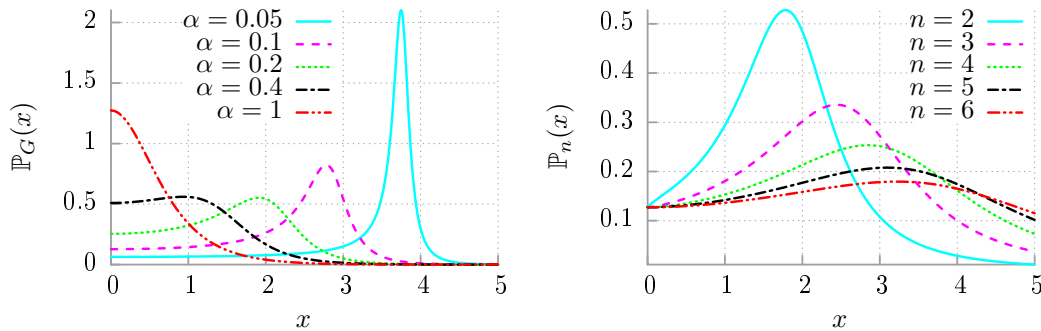 2
1.5
1
0.5
0
ℙ_G(x)
α = 0.05
α = 0.1
α = 0.2
α = 0.4
α = 1
0 1 2 3 4 5
x
0.5
0.4
0.3
0.2
0.1
ℙ_n(x)
n = 2
n = 3
n = 4
n = 5
n = 6
0 1 2 3 4 5
x